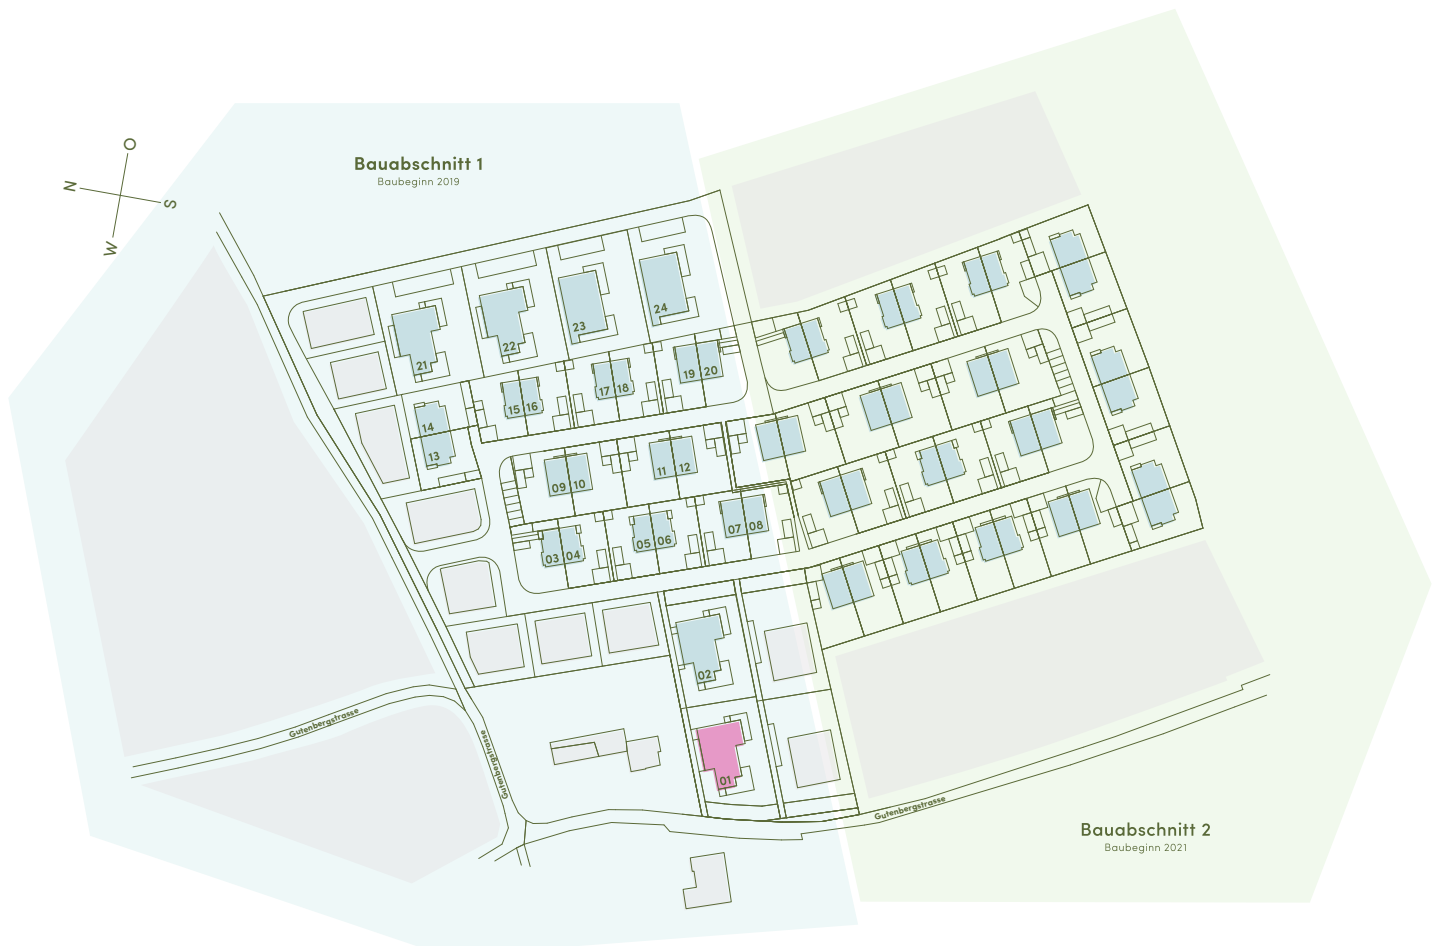 O
N
S
W
Bauabschnitt 1
Baubeginn 2019
24
23
22
21
19 20
17 18
15 16
14
13
11 12
09 10
07 08
05 06
03 04
02
01
Gutenbergstrasse
Gutenbergstrasse
Gutenbergstrasse
Bauabschnitt 2
Baubeginn 2021